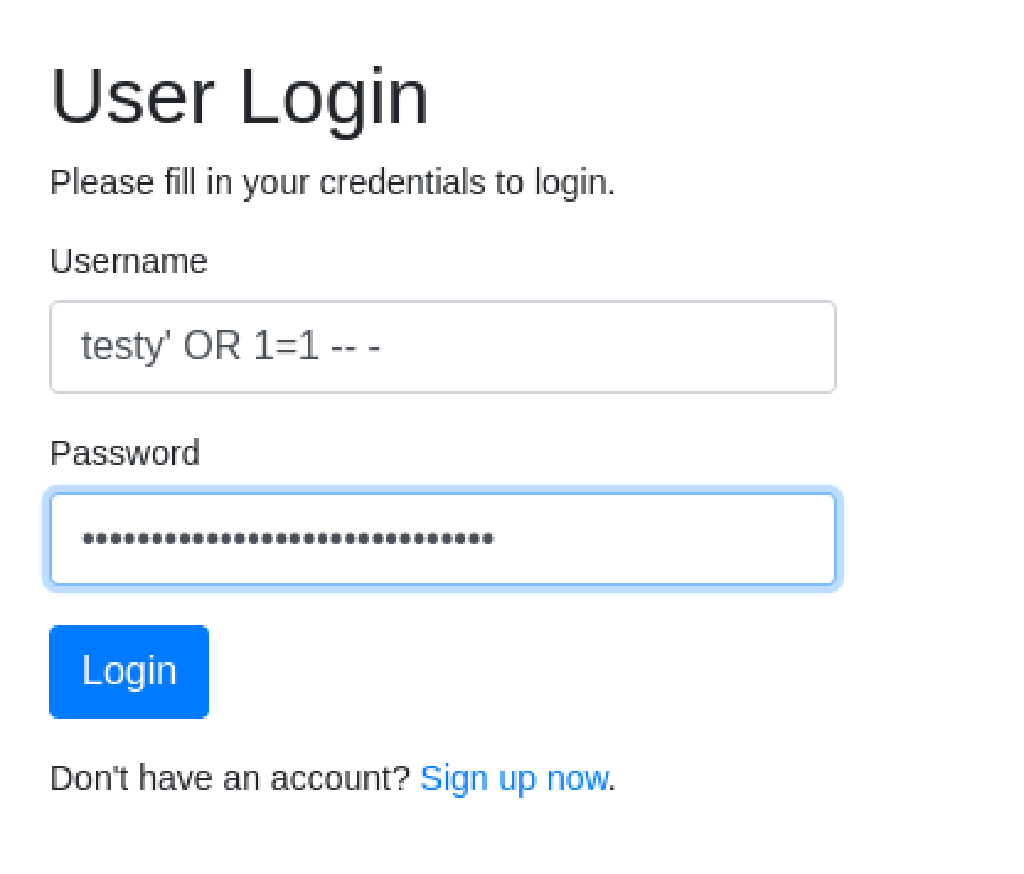 User Login
Please fill in your credentials to login.
Username
testy' OR 1=1 -- -
Password
••••••••••••••••••••••••••••••
Login
Don't have an account? Sign up now.